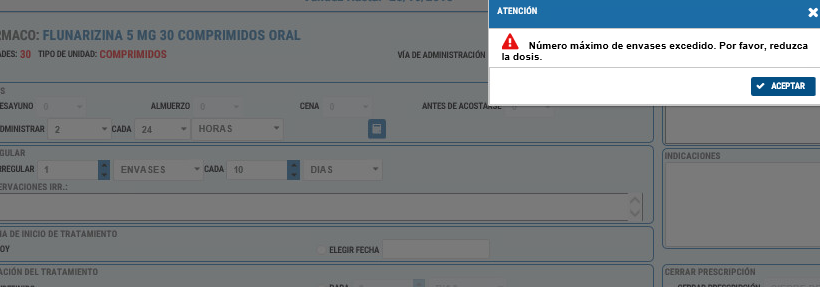 ATENCIÓN
Número máximo de envases excedido. Por favor, reduzca
la dosis.
ACEPTAR
RMACO: FLUNARIZINA 5 MG 30 COMPRIMIDOS ORAL
ADES: 30 TIPO DE UNIDAD: COMPRIMIDOS VÍA DE ADMINISTRACIÓN
S
ESAYUNO 0 ALMUERZO 0 CENA 0 ANTES DE ACOSTARSE
DMINISTRAR 2 CADA 24 HORAS
GULAR
RREGULAR 1 ENVASES CADA 10 DIAS
ERVACIONES IRR.:
INDICACIONES
HA DE INICIO DE TRATAMIENTO
OY ELEGIR FECHA
ACIÓN DEL TRATAMIENTO
CERRAR PRESCRIPCIÓN